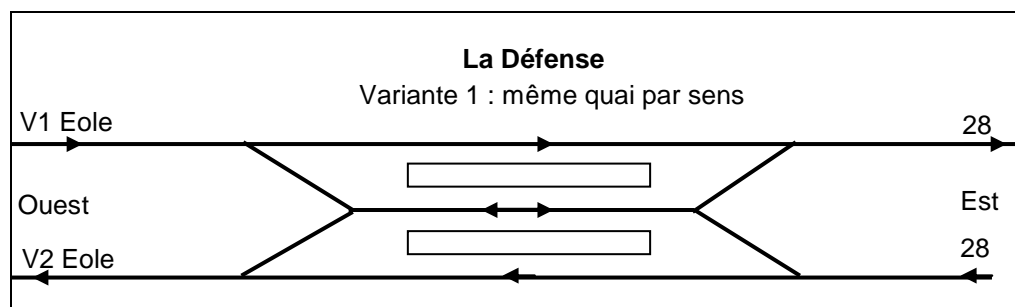 La Défense
Variante 1 : même quai par sens
V1 Eole
28
Ouest
Est
V2 Eole
28